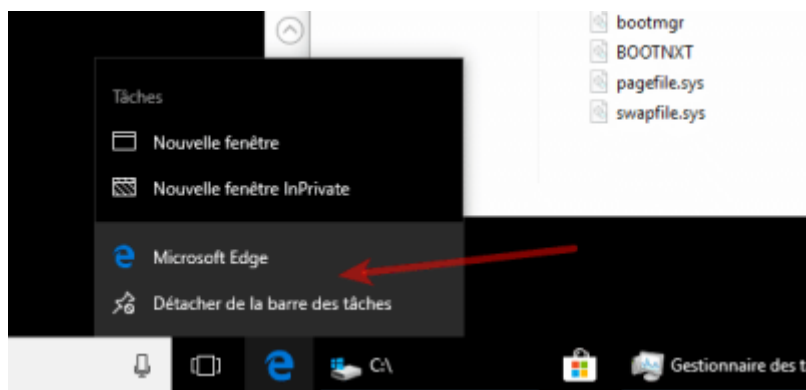 bootmgr
BOOTNXT
pagefile.sys
swapfile.sys
Tâches
Nouvelle fenêtre
Nouvelle fenêtre InPrivate
Microsoft Edge
Détacher de la barre des tâches
C:\
Gestionnaire des t